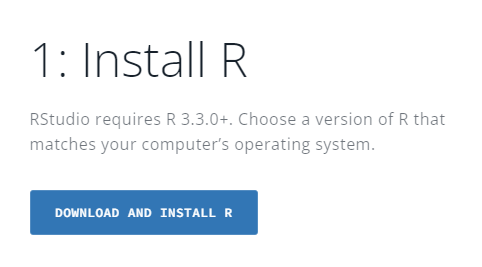 1: Install R
RStudio requires R 3.3.0+. Choose a version of R that
matches your computer’s operating system.
DOWNLOAD AND INSTALL R